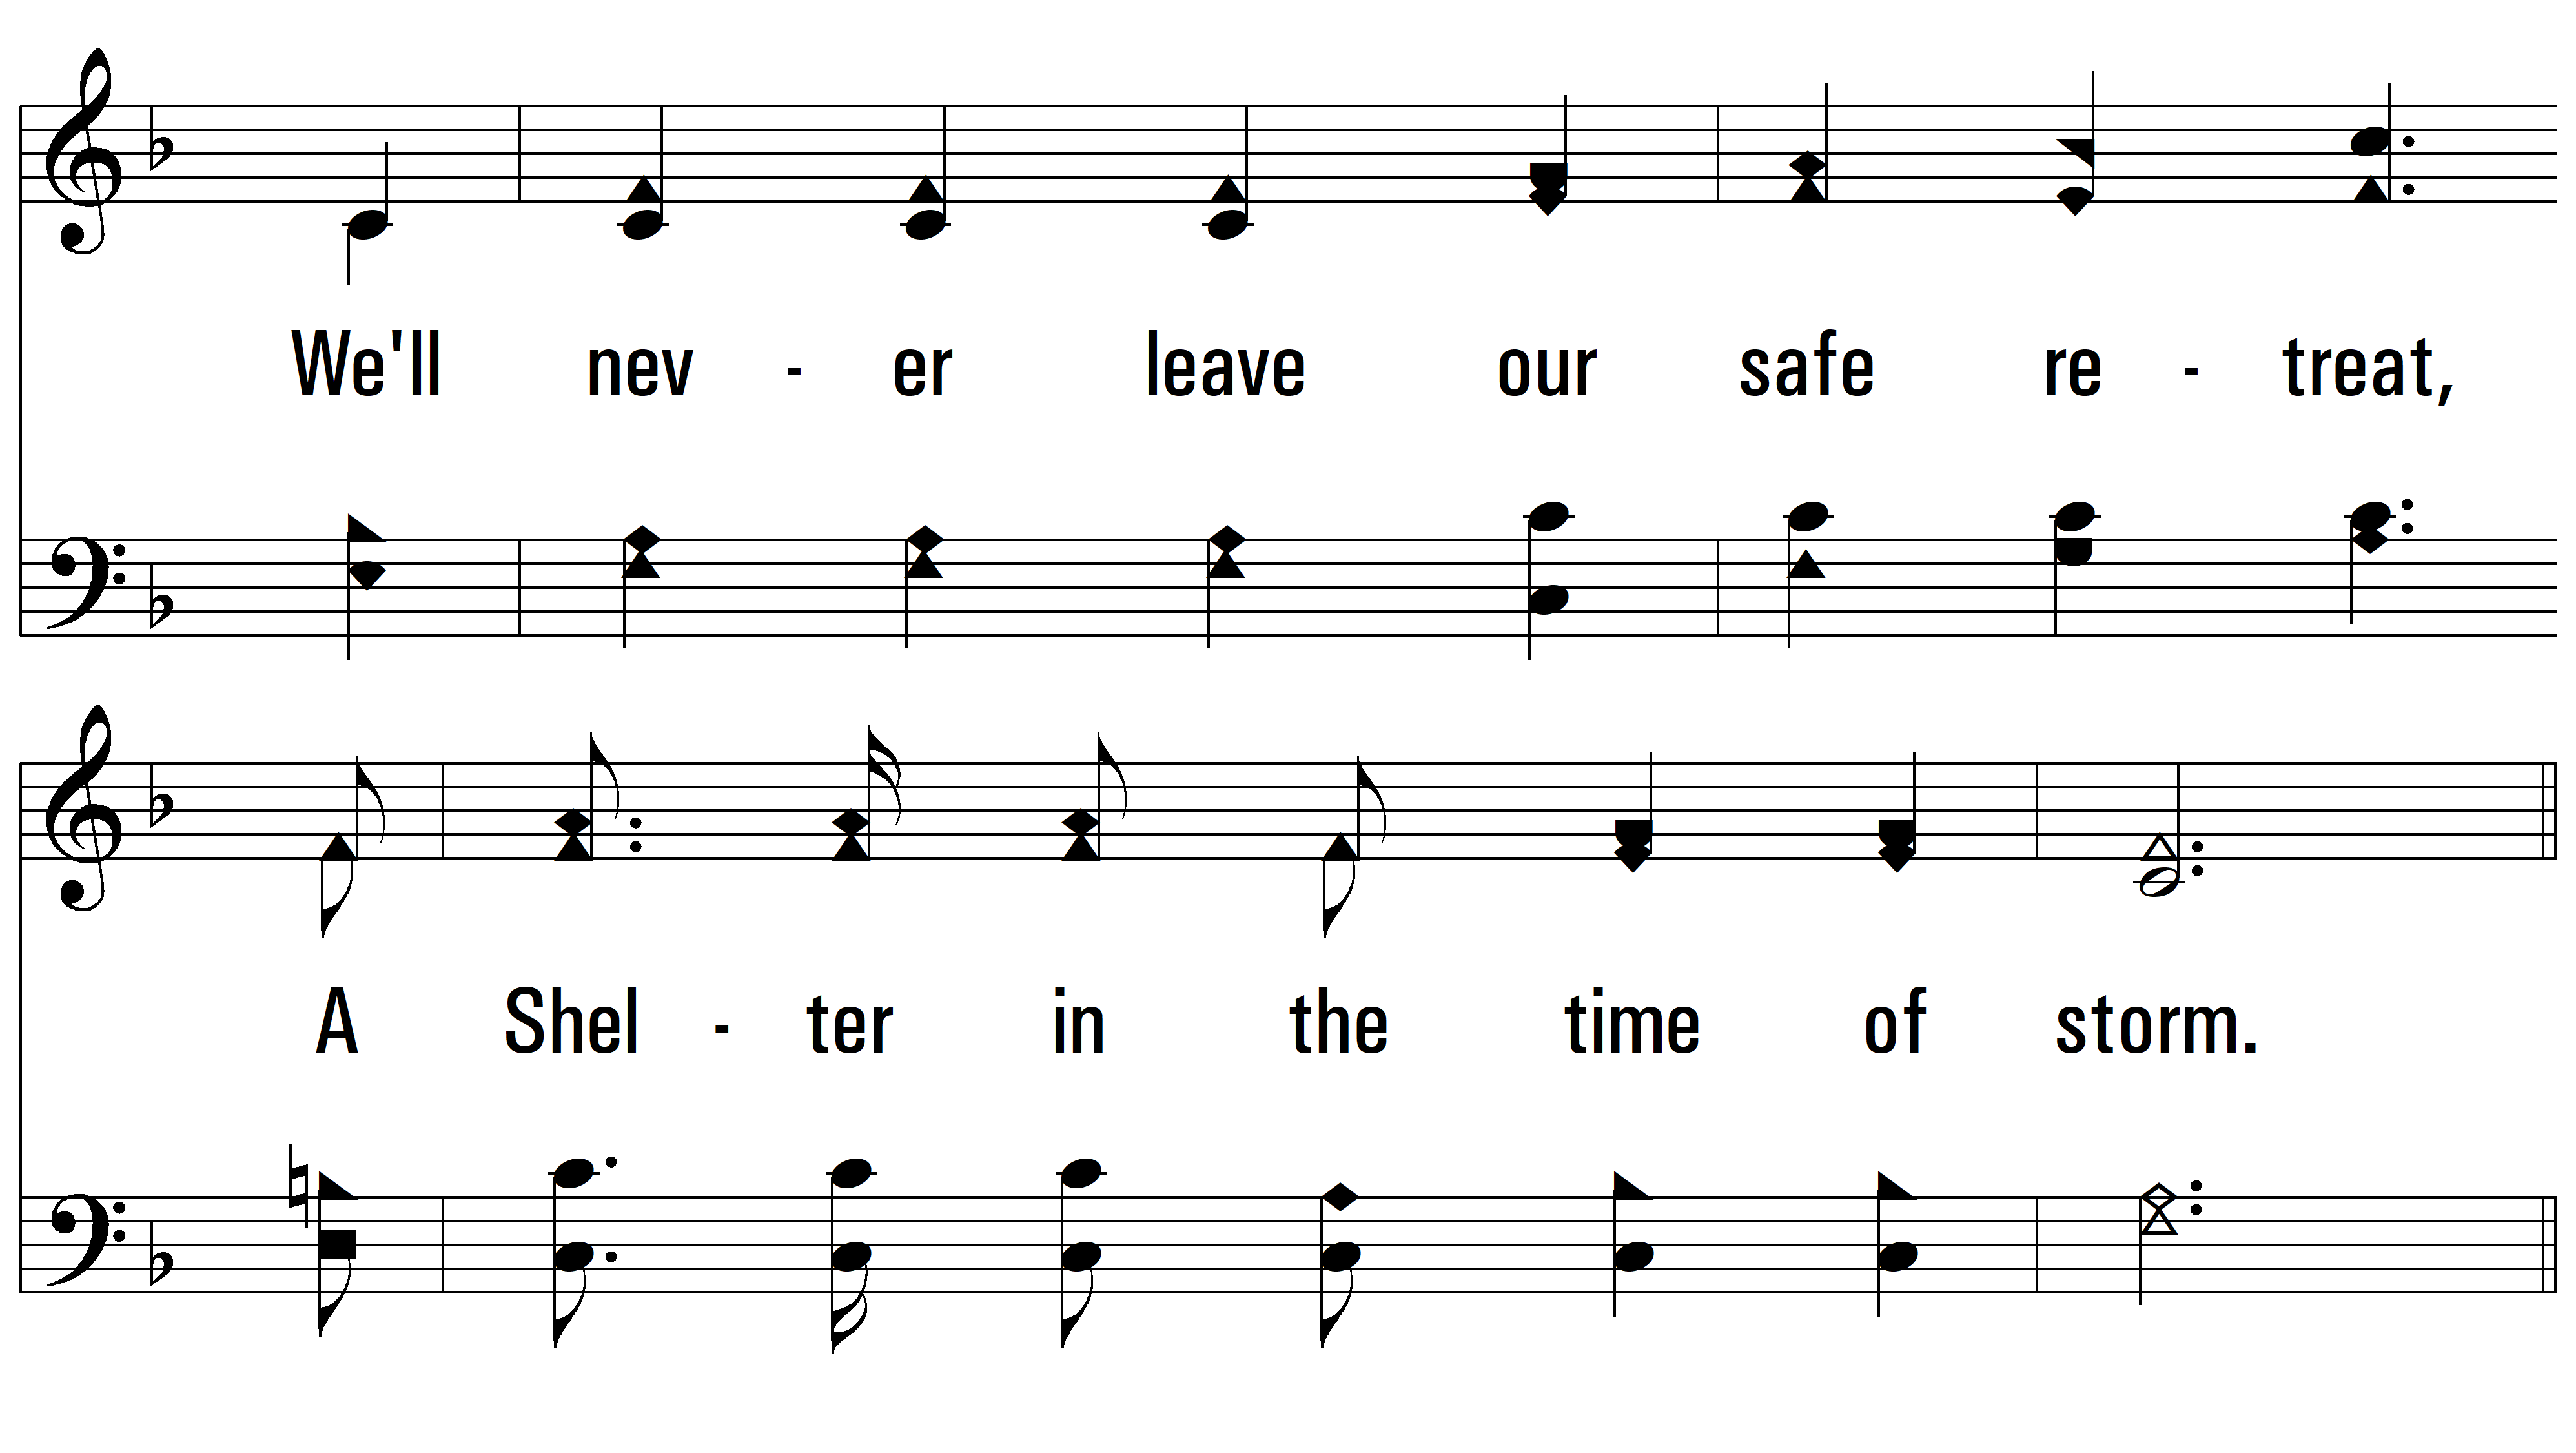 We'll nev - er leave our safe re - treat,
A Shel - ter in the time of storm.